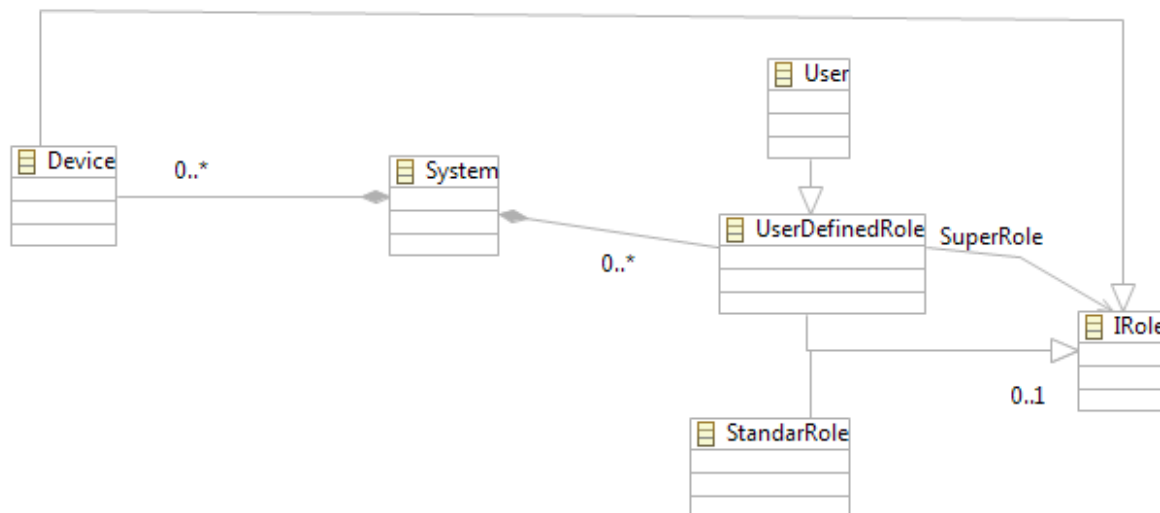 User
Device
0..*
System
UserDefinedRole
SuperRole
0..*
IRole
0..1
StandarRole